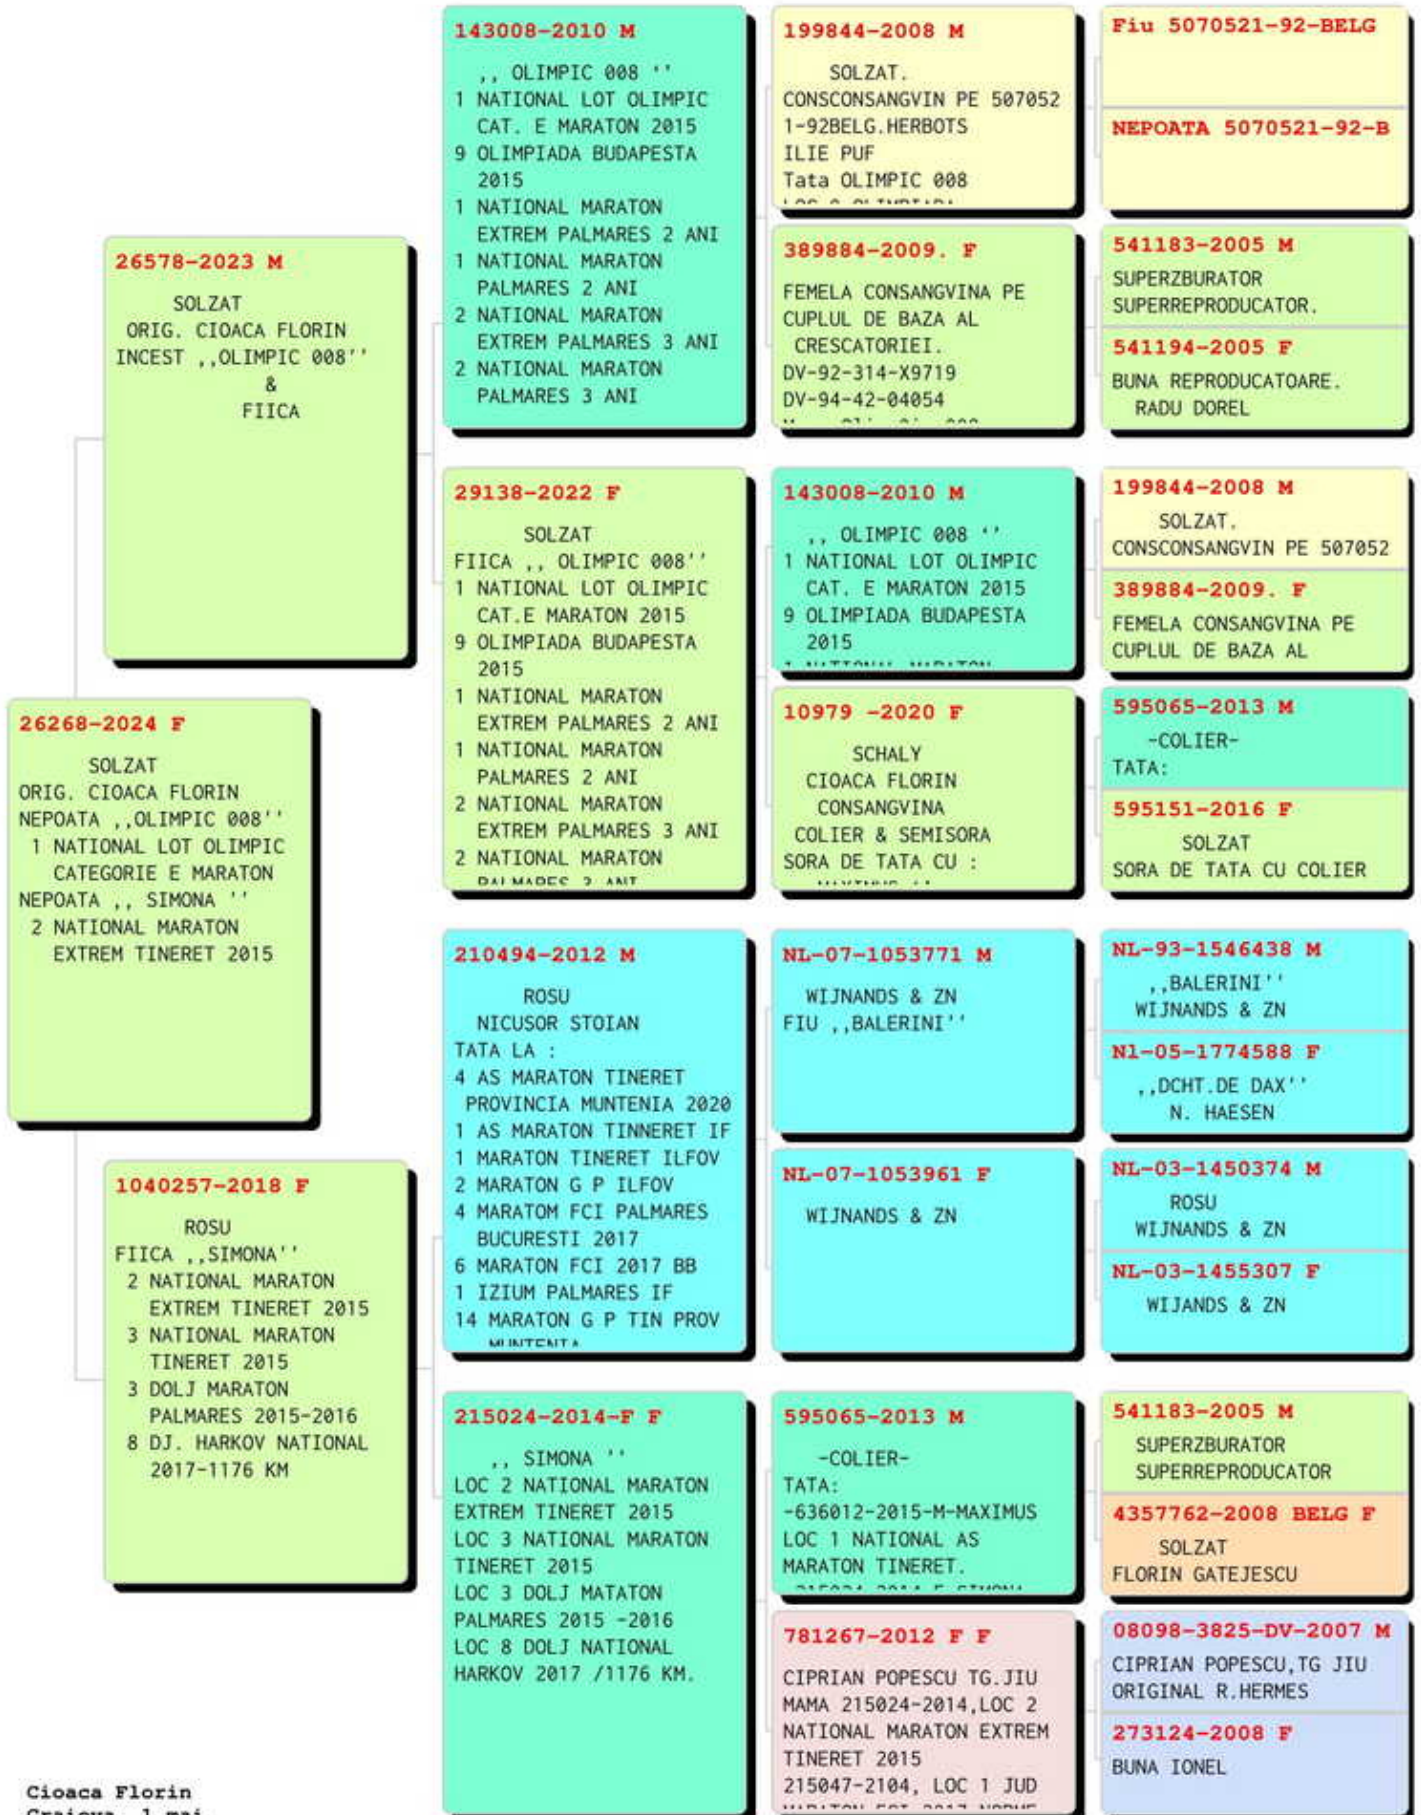 26268-2024 F
SOLZAT
ORIG. CIOACA FLORIN
NEPOATA ,,OLIMPIC 008''
1 NATIONAL LOT OLIMPIC
CATEGORIE E MARATON
NEPOATA ,, SIMONA ''
2 NATIONAL MARATON
EXTREM TINERET 2015
26578-2023 M
SOLZAT
ORIG. CIOACA FLORIN
INCEST ,,OLIMPIC 008''
&
FIICA
1040257-2018 F
ROSU
FIICA ,,SIMONA''
2 NATIONAL MARATON
EXTREM TINERET 2015
3 NATIONAL MARATON
TINERET 2015
3 DOLJ MARATON
PALMARES 2015-2016
8 DJ. HARKOV NATIONAL
2017-1176 KM
143008-2010 M
,, OLIMPIC 008 ''
1 NATIONAL LOT OLIMPIC
CAT. E MARATON 2015
9 OLIMPIADA BUDAPESTA
2015
1 NATIONAL MARATON
EXTREM PALMARES 2 ANI
1 NATIONAL MARATON
PALMARES 2 ANI
2 NATIONAL MARATON
EXTREM PALMARES 3 ANI
2 NATIONAL MARATON
PALMARES 3 ANI
29138-2022 F
SOLZAT
FIICA ,, OLIMPIC 008''
1 NATIONAL LOT OLIMPIC
CAT.E MARATON 2015
9 OLIMPIADA BUDAPESTA
2015
1 NATIONAL MARATON
EXTREM PALMARES 2 ANI
1 NATIONAL MARATON
PALMARES 2 ANI
2 NATIONAL MARATON
EXTREM PALMARES 3 ANI
2 NATIONAL MARATON
PALMARES 3 ANI
210494-2012 M
ROSU
NICUSOR STOIAN
TATA LA :
4 AS MARATON TINERET
PROVINCIA MUNTENIA 2020
1 AS MARATON TINNERET IF
1 MARATON TINERET ILFOV
2 MARATON G P ILFOV
4 MARATOM FCI PALMARES
BUCURESTI 2017
6 MARATON FCI 2017 BB
1 IZIUM PALMARES IF
14 MARATON G P TIN PROV
MUNTENIA
215024-2014-F F
,, SIMONA ''
LOC 2 NATIONAL MARATON
EXTREM TINERET 2015
LOC 3 NATIONAL MARATON
TINERET 2015
LOC 3 DOLJ MATATON
PALMARES 2015 -2016
LOC 8 DOLJ NATIONAL
HARKOV 2017 /1176 KM.
199844-2008 M
SOLZAT.
CONSCONSANGVIN PE 507052
1-92BELG.HERBOTS
ILIE PUF
Tata OLIMPIC 008
389884-2009. F
FEMELA CONSANGVINA PE
CUPLUL DE BAZA AL
CRESCATORIEI.
DV-92-314-X9719
DV-94-42-04054
143008-2010 M
,, OLIMPIC 008 ''
1 NATIONAL LOT OLIMPIC
CAT. E MARATON 2015
9 OLIMPIADA BUDAPESTA
2015
1 NATIONAL MARATON
10979 -2020 F
SCHALY
CIOACA FLORIN
CONSANGVINA
COLIER & SEMISORA
SORA DE TATA CU :
NL-07-1053771 M
WIJNANDS & ZN
FIU ,,BALERINI''
NL-07-1053961 F
WIJNANDS & ZN
595065-2013 M
-COLIER-
TATA:
-636012-2015-M-MAXIMUS
LOC 1 NATIONAL AS
MARATON TINERET.
781267-2012 F F
CIPRIAN POPESCU TG.JIU
MAMA 215024-2014,LOC 2
NATIONAL MARATON EXTREM
TINERET 2015
215047-2104, LOC 1 JUD
Fiu 5070521-92-BELG
NEPOATA 5070521-92-B
541183-2005 M
SUPERZBURATOR
SUPERREPRODUCATOR.
541194-2005 F
BUNA REPRODUCATOARE.
RADU DOREL
199844-2008 M
SOLZAT.
CONSCONSANGVIN PE 507052
389884-2009. F
FEMELA CONSANGVINA PE
CUPLUL DE BAZA AL
595065-2013 M
-COLIER-
TATA:
595151-2016 F
SOLZAT
SORA DE TATA CU COLIER
NL-93-1546438 M
,,BALERINI''
WIJNANDS & ZN
Nl-05-1774588 F
,,DCHT.DE DAX''
N. HAESEN
NL-03-1450374 M
ROSU
WIJNANDS & ZN
NL-03-1455307 F
WIJANDS & ZN
541183-2005 M
SUPERZBURATOR
SUPERREPRODUCATOR
4357762-2008 BELG F
SOLZAT
FLORIN GATEJESCU
08098-3825-DV-2007 M
CIPRIAN POPESCU,TG JIU
ORIGINAL R.HERMES
273124-2008 F
BUNA IONEL
Cioaca Florin
Craiova, 1 mai